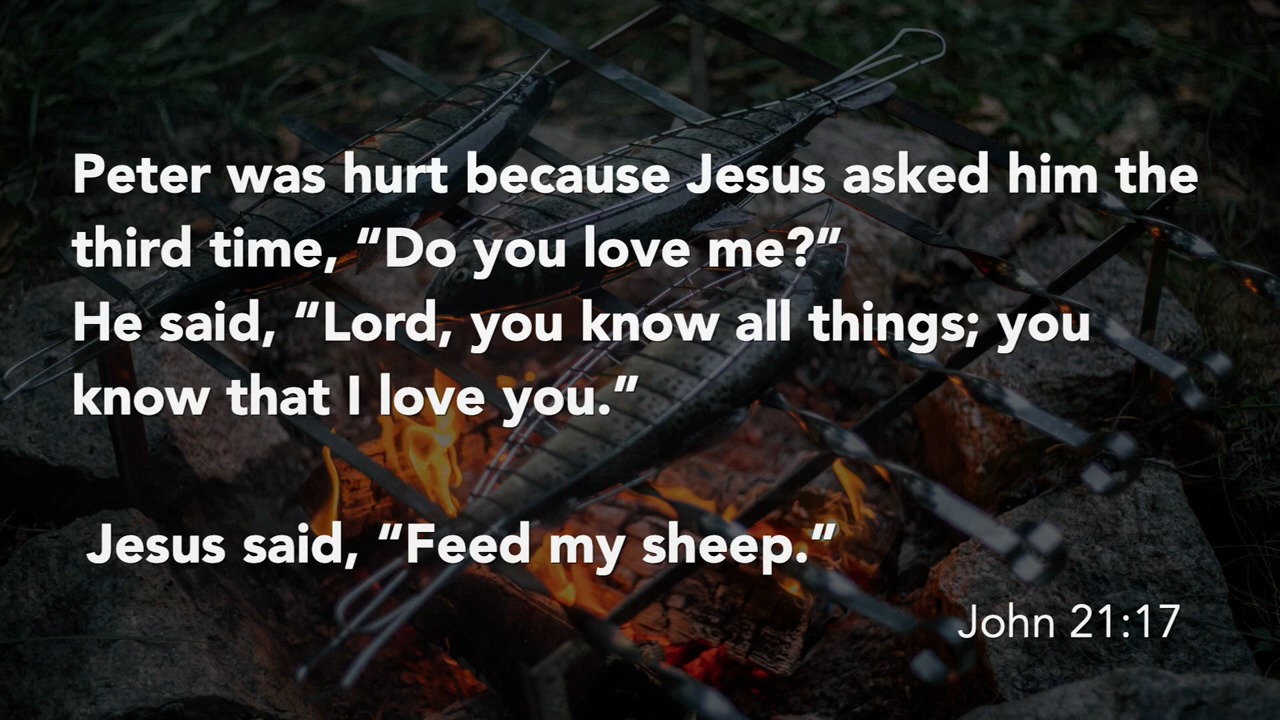 Peter was hurt because Jesus asked him the
third time, “Do you love me?”
He said, “Lord, you know all things; you
know that I love you.”
Jesus said, “Feed my sheep.”
John 21:17